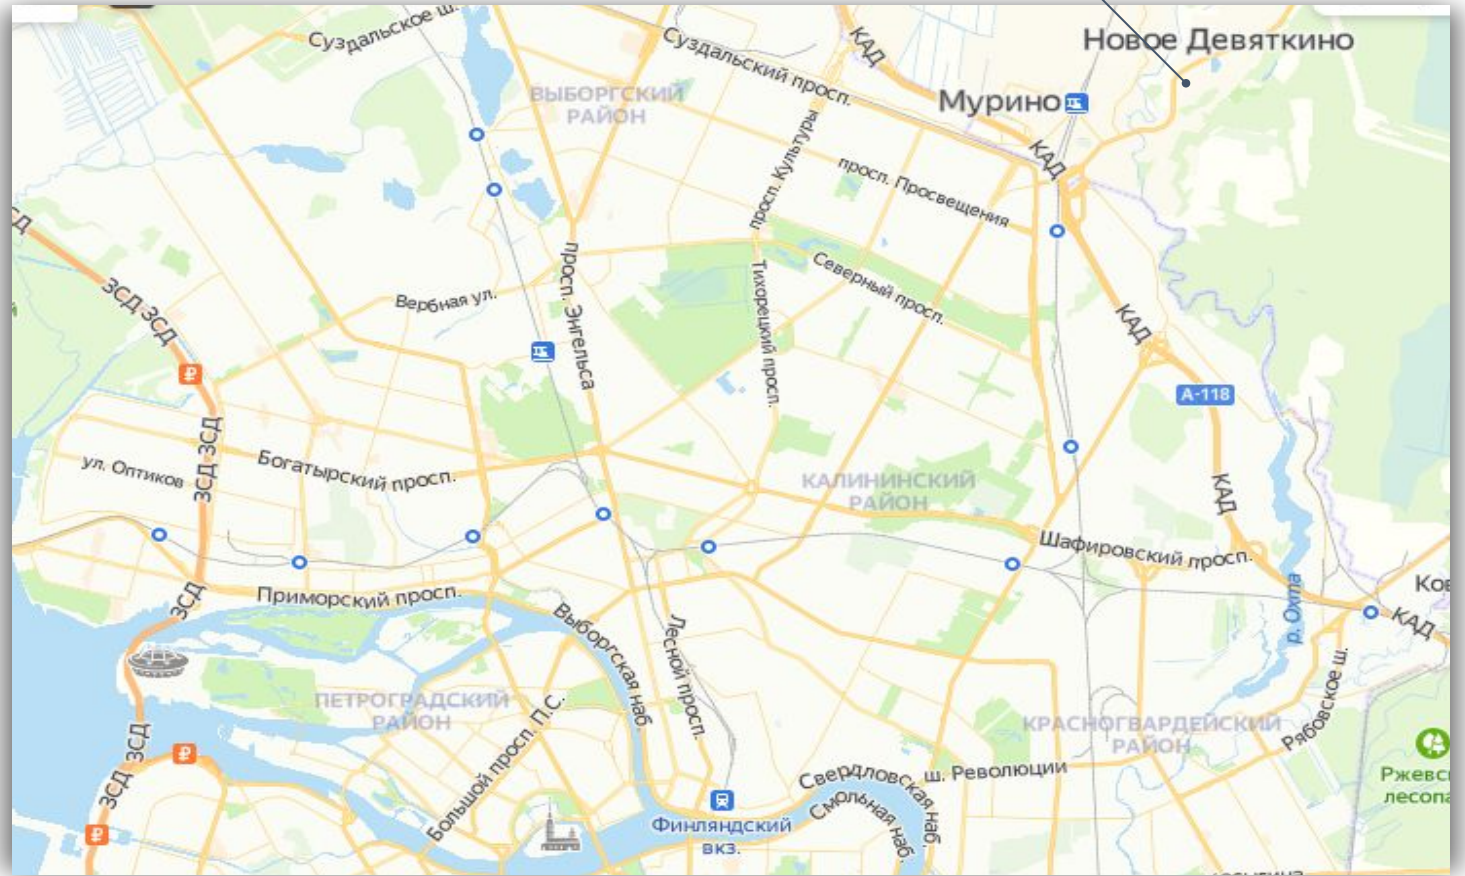 Суздальское ш.
КАД
Суздальский просп.
Новое Девяткино
Мурино
ВЫБОРГСКИЙ
РАЙОН
просп. Культуры
КАД
просп. Просвещения
ЗСД ЗСД
Вербная ул.
просп. Энгельса
Тихорецкий просп.
Северный просп.
КАД
₽
А-118
ЗСД ЗСД
ул. Оптиков
Богатырский просп.
КАЛИНИНСКИЙ
РАЙОН
КАД
Шафировский просп.
ЗСД
Приморский просп.
Выборгская наб.
Лесной просп.
р. Охта
КАД
ПЕТРОГРАДСКИЙ
РАЙОН
Большой просп. П.С.
КРАСНОГВАРДЕЙСКИЙ
РАЙОН
Рябовское ш.
ЗСД ЗСД
₽
₽
Свердловская наб.
ш. Революции
Смольная наб.
Финляндский
вкз.